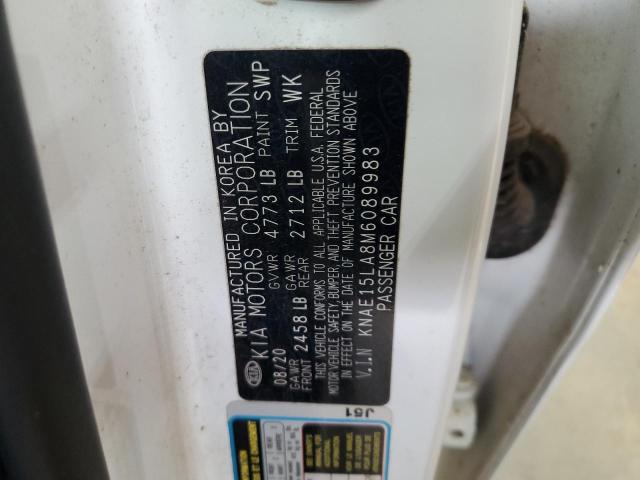 MANUFACTURED IN KOREA BY
KIA MOTORS CORPORATION
08/20 GVWR 4773 LB PAINT SWP
GAWR FRONT 2458 LB GAWR REAR 2712 LB TRIM WK
THIS VEHICLE CONFORMS TO ALL APPLICABLE U.S.A. FEDERAL
MOTOR VEHICLE SAFETY, BUMPER, AND THEFT PREVENTION STANDARDS
IN EFFECT ON THE DATE OF MANUFACTURE SHOWN ABOVE
V.I.N KNAE15LA8M6089983
PASSENGER CAR
KIA
J51